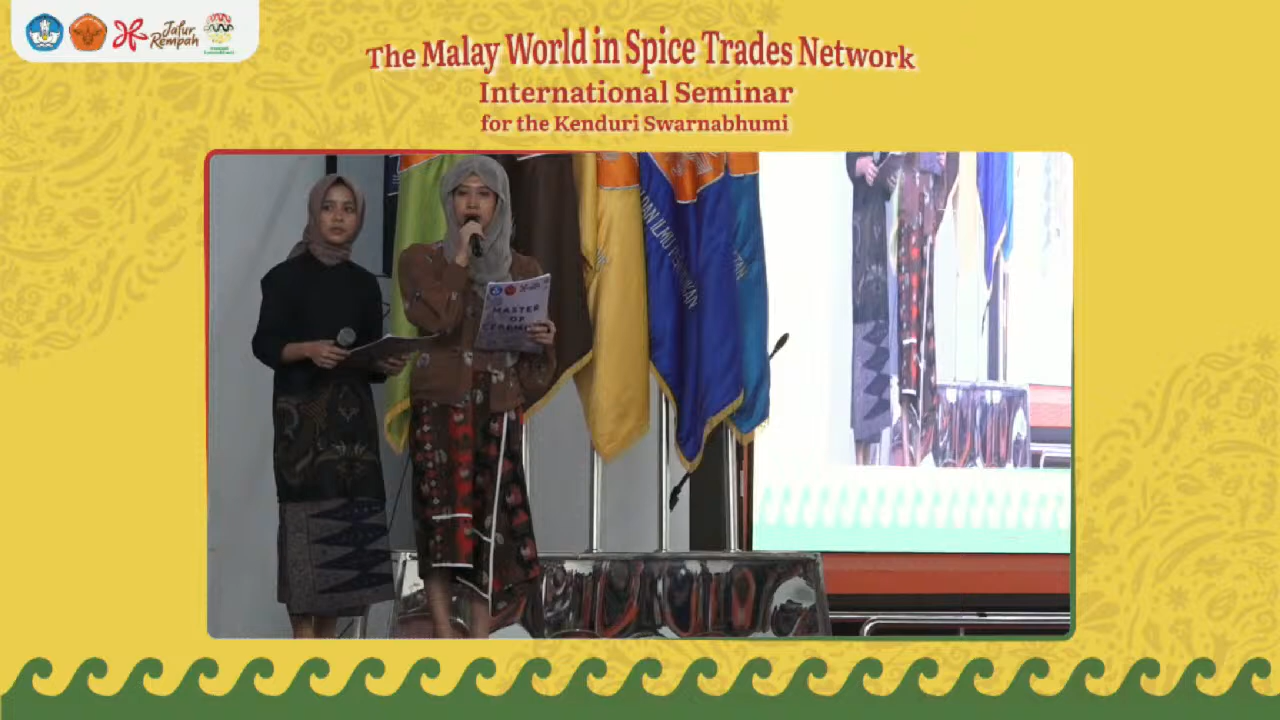 Jalur
Rempah
The Malay World in Spice Trades Network
International Seminar
for the Kenduri Swarnabhumi
MASTER
OF